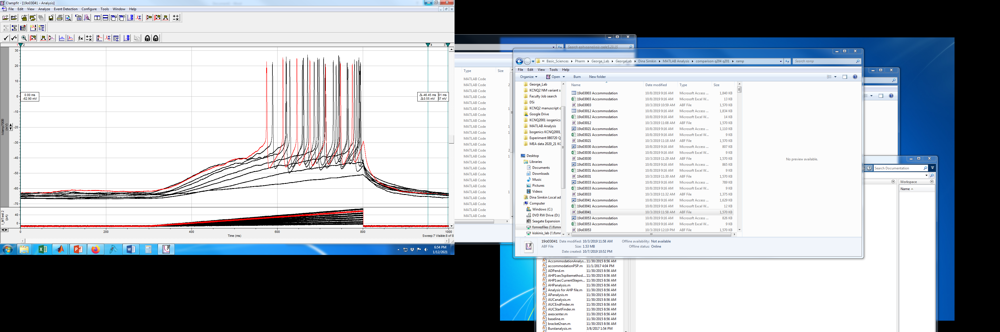 Clampfit - [19o03041 - Analysis]
File Edit View Analyze Event Detection Configure Tools Window Help
1 2 4 3
30
20
10
0
-10
-20
-30
-40
-50
-60
-70
Iclamp700B
(mV)
0.00 ms
-62.90 mV
Δ-46.45 ms
Δ0.55 mV
01 ms
37 mV
I_MTest 2
(pA)
40
0
0 200 400 600 800 1000
Time (ms)
Sweep:7 Visible:8 of 8
6:54 PM
1/12/2021
Search ephysanalysis code5.23.15
Type Size
MATLAB Code
MATLAB Code 2
MATLAB Code
MATLAB Code
MATLAB Code
MATLAB Code 1
MATLAB Code
MATLAB Code
MATLAB Code 1
MATLAB Code 1
MATLAB Code
MATLAB Code
MATLAB Code 2
MATLAB Code 1
MATLAB Code
MATLAB Code
MATLAB Code
MATLAB Code
MATLAB Code
MATLAB Code 1
MATLAB Code
MATLAB Code
MATLAB Code
MATLAB Code
« Basic_Sciences Pharm George_Lab GeorgeLab Dina Simkin MATLAB Analysis comparison q204 q201 ramp
Search ramp
File Edit View Tools Help
Organize Open Burn New folder
George_Lab
KCNQ2 NM variant s
Faculty Job search
DSi
KCNQ2 manuscript d
Google Drive
KCNQ2001 isogenics
MATLAB Analysis
Isogenics KCNQ2001,
Experiment 080720 Q
MEA data 2020_21 KC
Desktop
Libraries
Documents
Downloads
Music
Pictures
Videos
Dina Simkin Local ad
Computer
Windows (C:)
DVD RW Drive (D:)
Seagate Expansion
fsmresfiles (\\fsmre
kiskinis_lab (\\fsmr
Name Date modified Type Size
19o03003 Accommodation 10/8/2019 9:16 AM Microsoft Access ... 1,840 KB
19o03003 Accommodation 10/8/2019 9:16 AM Microsoft Excel W... 13 KB
19o03003 10/3/2019 10:59 AM ABF File 1,570 KB
19o03012 Accommodation 10/8/2019 9:16 AM Microsoft Access ... 1,834 KB
19o03012 Accommodation 10/8/2019 9:16 AM Microsoft Excel W... 14 KB
19o03012 10/3/2019 11:08 AM ABF File 1,570 KB
19o03021 Accommodation 10/8/2019 9:16 AM Microsoft Access ... 1,110 KB
19o03021 Accommodation 10/8/2019 9:16 AM Microsoft Excel W... 9 KB
19o03021 10/3/2019 11:18 AM ABF File 1,570 KB
19o03030 Accommodation 10/8/2019 9:16 AM Microsoft Access ... 807 KB
19o03030 Accommodation 10/8/2019 9:16 AM Microsoft Excel W... 9 KB
19o03030 10/3/2019 11:29 AM ABF File 1,570 KB
19o03031 Accommodation 10/8/2019 9:16 AM Microsoft Access ... 865 KB
19o03031 Accommodation 10/8/2019 9:16 AM Microsoft Excel W... 9 KB
19o03031 10/3/2019 11:30 AM ABF File 1,570 KB
19o03033 Accommodation 10/8/2019 9:16 AM Microsoft Access ... 789 KB
19o03033 Accommodation 10/8/2019 9:16 AM Microsoft Excel W... 9 KB
19o03033 10/3/2019 11:32 AM ABF File 1,375 KB
19o03041 Accommodation 10/8/2019 9:16 AM Microsoft Access ... 1,629 KB
19o03041 Accommodation 10/8/2019 9:16 AM Microsoft Excel W... 12 KB
19o03041 10/3/2019 11:58 AM ABF File 1,570 KB
19o03053 Accommodation 10/8/2019 9:16 AM Microsoft Access ... 826 KB
19o03053 Accommodation 10/8/2019 9:16 AM Microsoft Excel W... 9 KB
19o03053 10/3/2019 12:19 PM ABF File 1,570 KB
No preview available.
19o03041 Date modified: 10/3/2019 11:58 AM Offline availability: Not available
ABF File Size: 1.53 MB Offline status: Online
Date created: 10/7/2019 10:52 PM
Search Documentation
Workspace
Name
AccommodationAnalys... 11/30/2015 8:56 AM
accommodationPSP.m 11/1/2017 4:04 PM
ADPend.m 11/30/2015 8:56 AM
AHP1sec5spikemethod.... 11/30/2015 8:56 AM
AHP1secCurrentStepm... 11/30/2015 8:56 AM
AHPanalysis.m 11/30/2015 8:56 AM
Analysis for AHP file.m 11/30/2015 8:56 AM
APanalysis.m 11/30/2015 8:56 AM
AUCanalysis.m 11/30/2015 8:56 AM
AUCEndFinder.m 11/30/2015 8:56 AM
AUCStartFinder.m 11/30/2015 8:56 AM
axescenter.m 11/30/2015 8:56 AM
baseline.m 11/30/2015 8:56 AM
bracket2nan.m 11/30/2015 8:56 AM
Burstanalysis.m 3/8/2017 1:54 PM